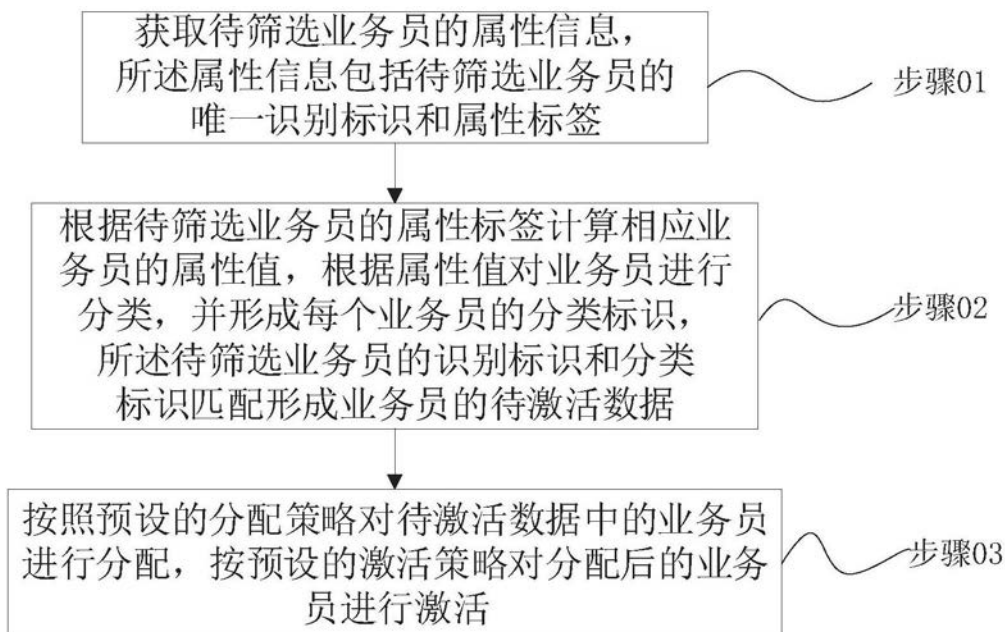 获取待筛选业务员的属性信息，
所述属性信息包括待筛选业务员的
唯一识别标识和属性标签
步骤01
根据待筛选业务员的属性标签计算相应业
务员的属性值，根据属性值对业务员进行
分类，并形成每个业务员的分类标识，
所述待筛选业务员的识别标识和分类
标识匹配形成业务员的待激活数据
步骤02
按照预设的分配策略对待激活数据中的业务员
进行分配，按预设的激活策略对分配后的业务
员进行激活
步骤03